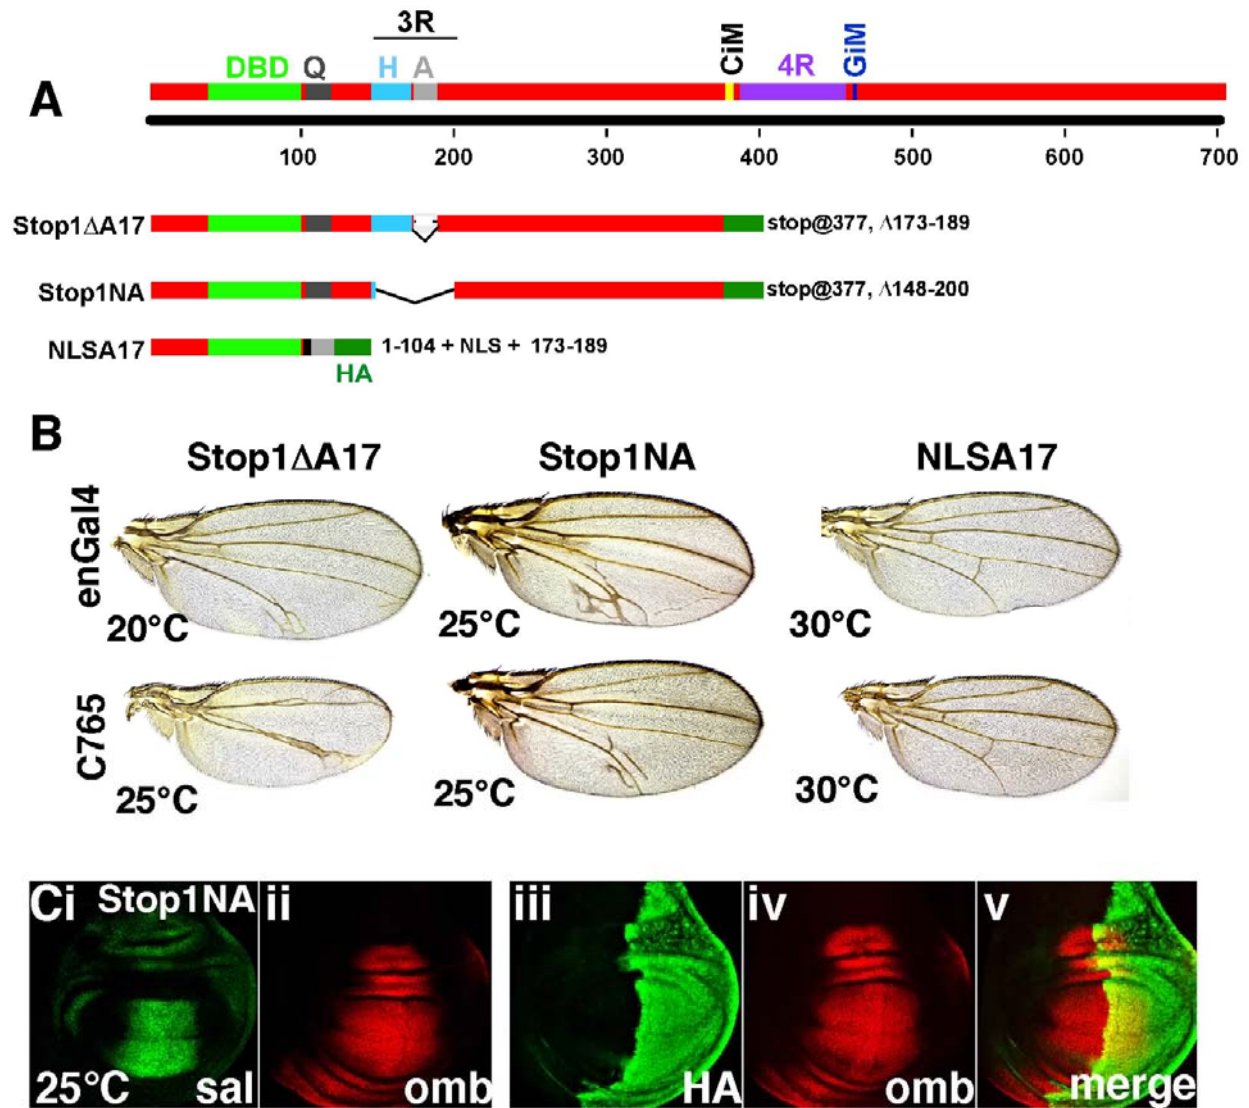 3R
DBD Q H A CiM 4R GiM
A
100 200 300 400 500 600 700
Stop1ΔA17 stop@377, Λ173-189
Stop1NA stop@377, Λ148-200
NLSA17 1-104 + NLS + 173-189
HA
B
Stop1ΔA17 Stop1NA NLSA17
enGal4
20°C 25°C 30°C
C765
25°C 25°C 30°C
Ci Stop1NA ii iii iv v
25°C sal omb HA omb merge